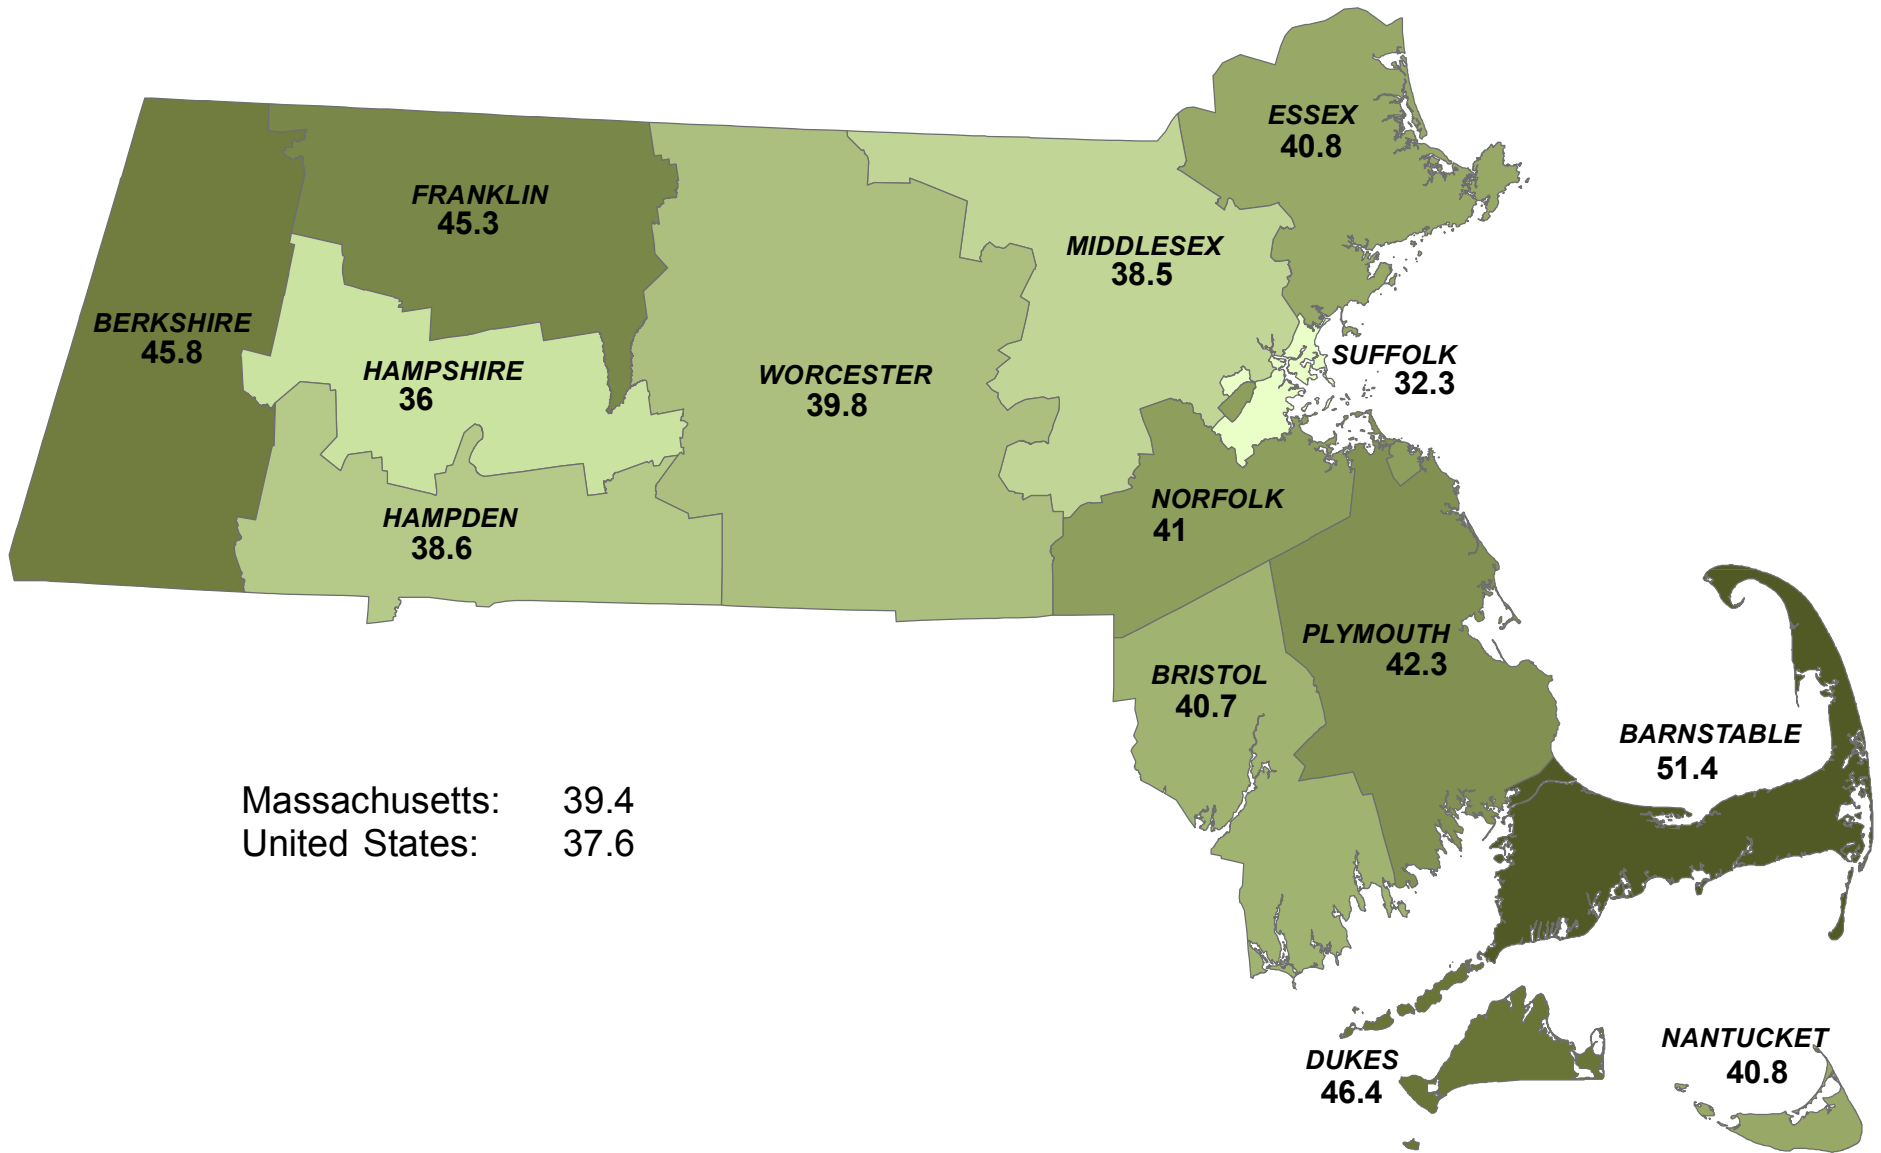 ESSEX
40.8
FRANKLIN
45.3
MIDDLESEX
38.5
BERKSHIRE
45.8
SUFFOLK
32.3
HAMPSHIRE
36
WORCESTER
39.8
NORFOLK
41
HAMPDEN
38.6
PLYMOUTH
42.3
BRISTOL
40.7
BARNSTABLE
51.4
Massachusetts: 39.4
United States: 37.6
NANTUCKET
40.8
DUKES
46.4